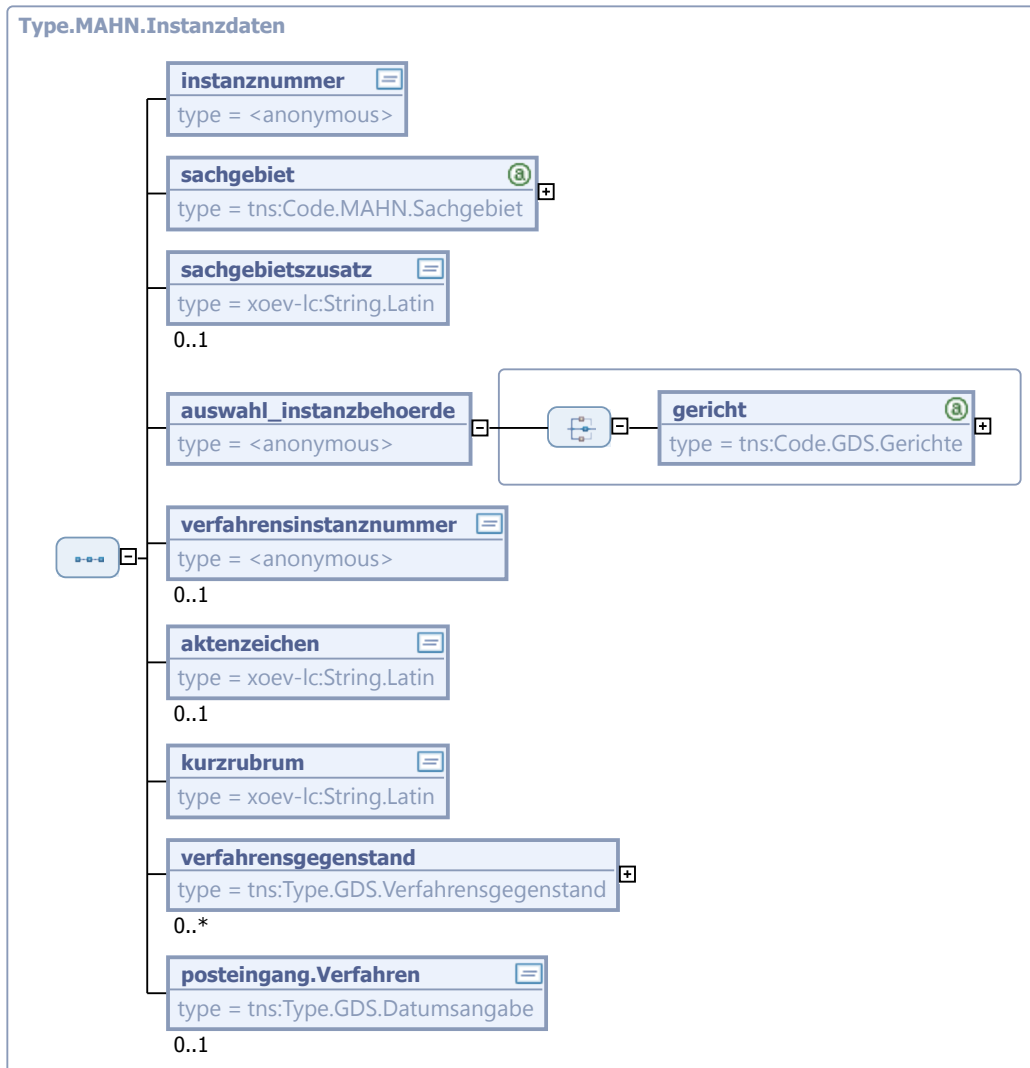 Type.MAHN.Instanzdaten
instanznummer
type = <anonymous>
sachgebiet
type = tns:Code.MAHN.Sachgebiet
sachgebietszusatz
type = xoev-lc:String.Latin
0..1
auswahl_instanzbehoerde
type = <anonymous>
gericht
type = tns:Code.GDS.Gerichte
verfahrensinstanznummer
type = <anonymous>
0..1
aktenzeichen
type = xoev-lc:String.Latin
0..1
kurzrubrum
type = xoev-lc:String.Latin
verfahrensgegenstand
type = tns:Type.GDS.Verfahrensgegenstand
0..*
posteingang.Verfahren
type = tns:Type.GDS.Datumsangabe
0..1